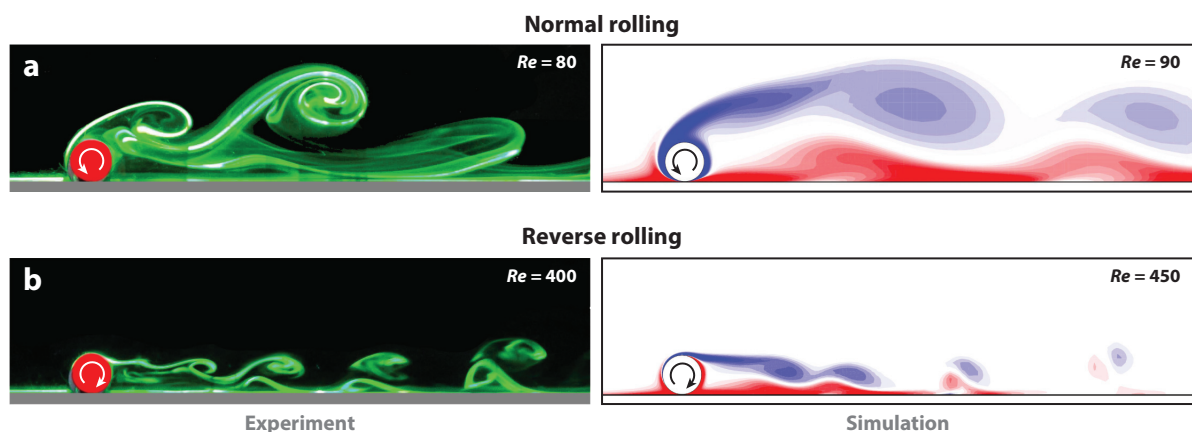 Normal rolling
a
Re = 80
Re = 90
Reverse rolling
b
Re = 400
Re = 450
Experiment
Simulation